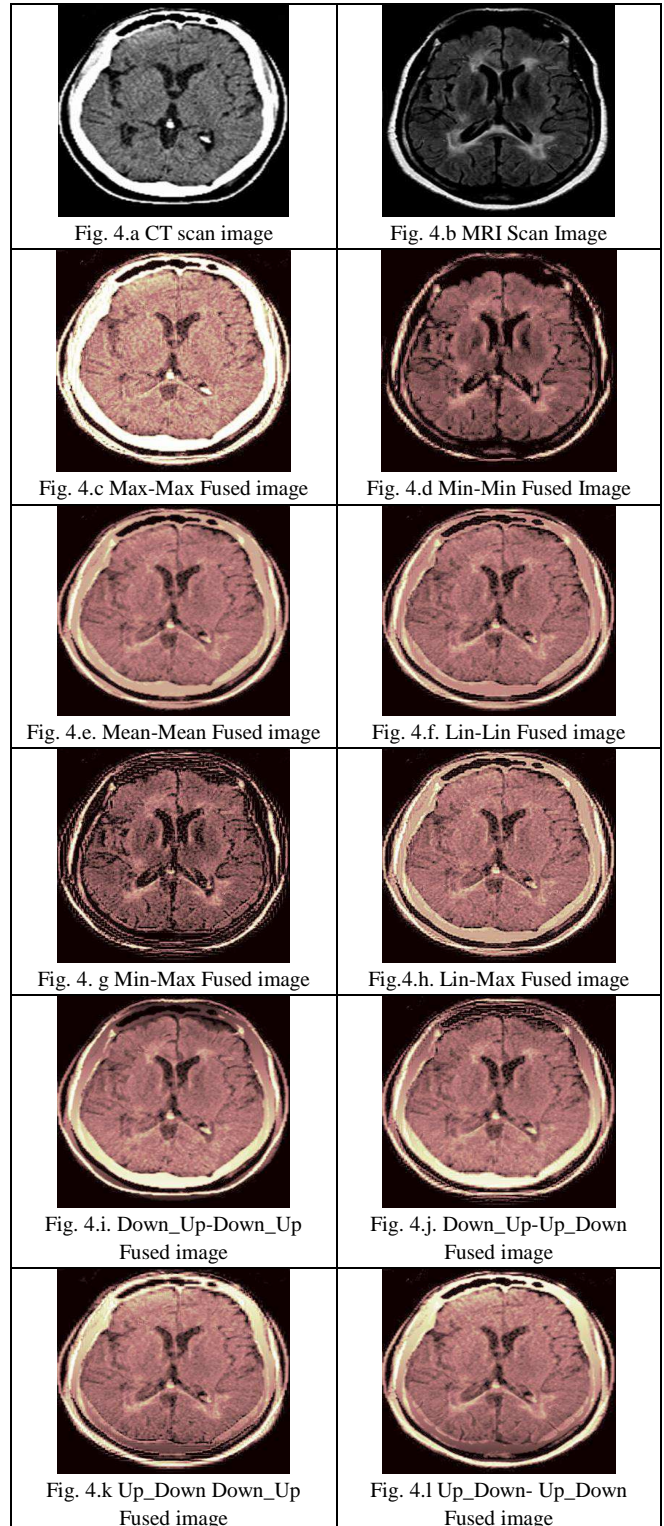 Fig. 4.a CT scan image
Fig. 4.b MRI Scan Image
Fig. 4.c Max-Max Fused image
Fig. 4.d Min-Min Fused Image
Fig. 4.e. Mean-Mean Fused image
Fig. 4.f. Lin-Lin Fused image
Fig. 4. g Min-Max Fused image
Fig.4.h. Lin-Max Fused image
Fig. 4.i. Down_Up-Down_Up
Fused image
Fig. 4.j. Down_Up-Up_Down
Fused image
Fig. 4.k Up_Down Down_Up
Fused image
Fig. 4.l Up_Down- Up_Down
Fused image